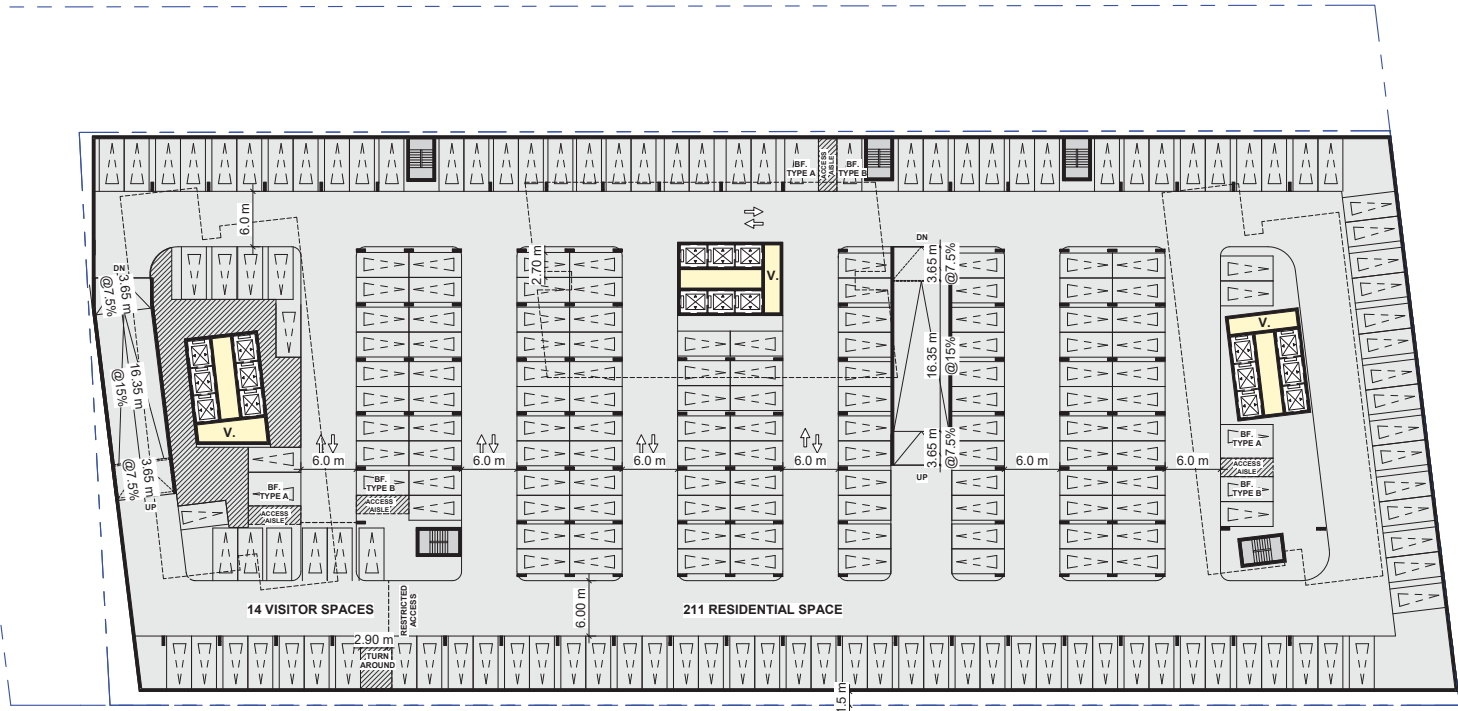 BF.
TYPE A
ACCESS
AISLE
BF.
TYPE B
6.0 m
DN
3.65 m
@7.5%
16.35 m
@15%
3.65 m
@7.5%
UP
V.
2.70 m
V.
DN
3.65 m
@7.5%
16.35 m
@15%
3.65 m
@7.5%
UP
V.
6.0 m
6.0 m
6.0 m
6.0 m
6.0 m
6.0 m
BF.
TYPE A
ACCESS
AISLE
BF.
TYPE B
ACCESS
AISLE
BF.
TYPE A
ACCESS
AISLE
BF.
TYPE B
14 VISITOR SPACES
RESTRICTED
ACCESS
6.00 m
211 RESIDENTIAL SPACE
2.90 m
TURN
AROUND
1.5 m